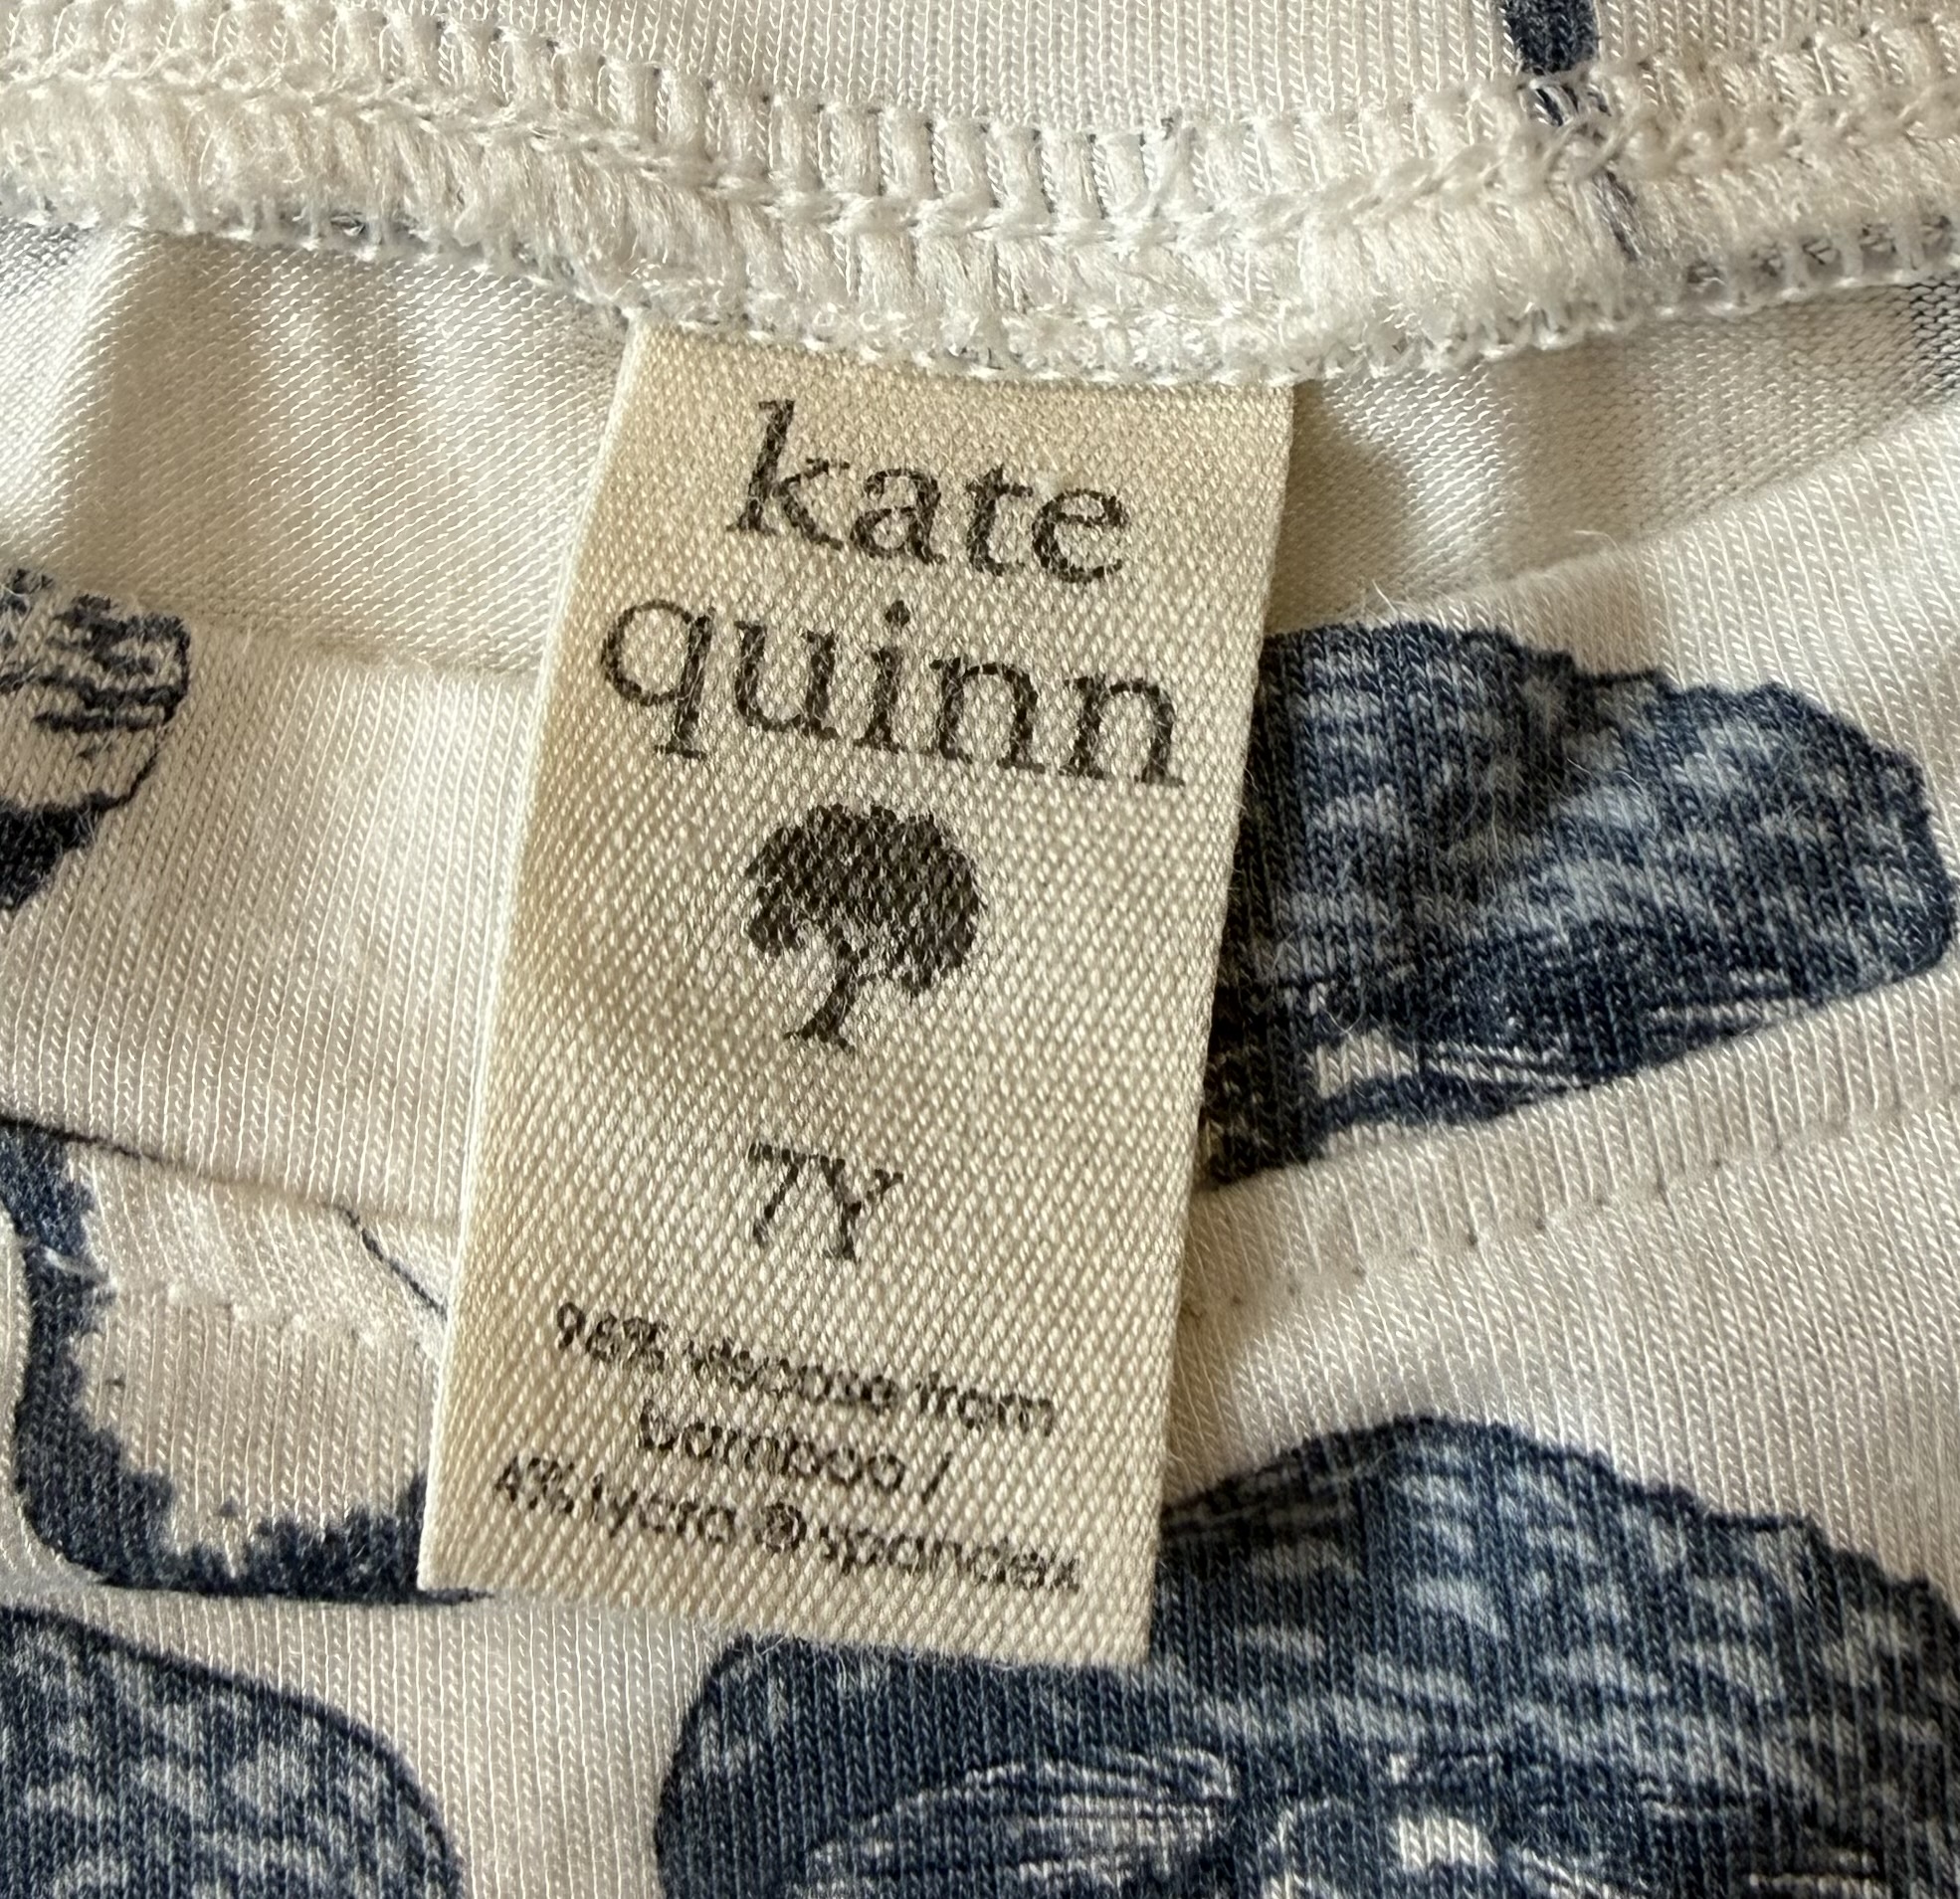 kate
quinn
7Y
96% viscose from
bamboo /
4% lycra ® spandex